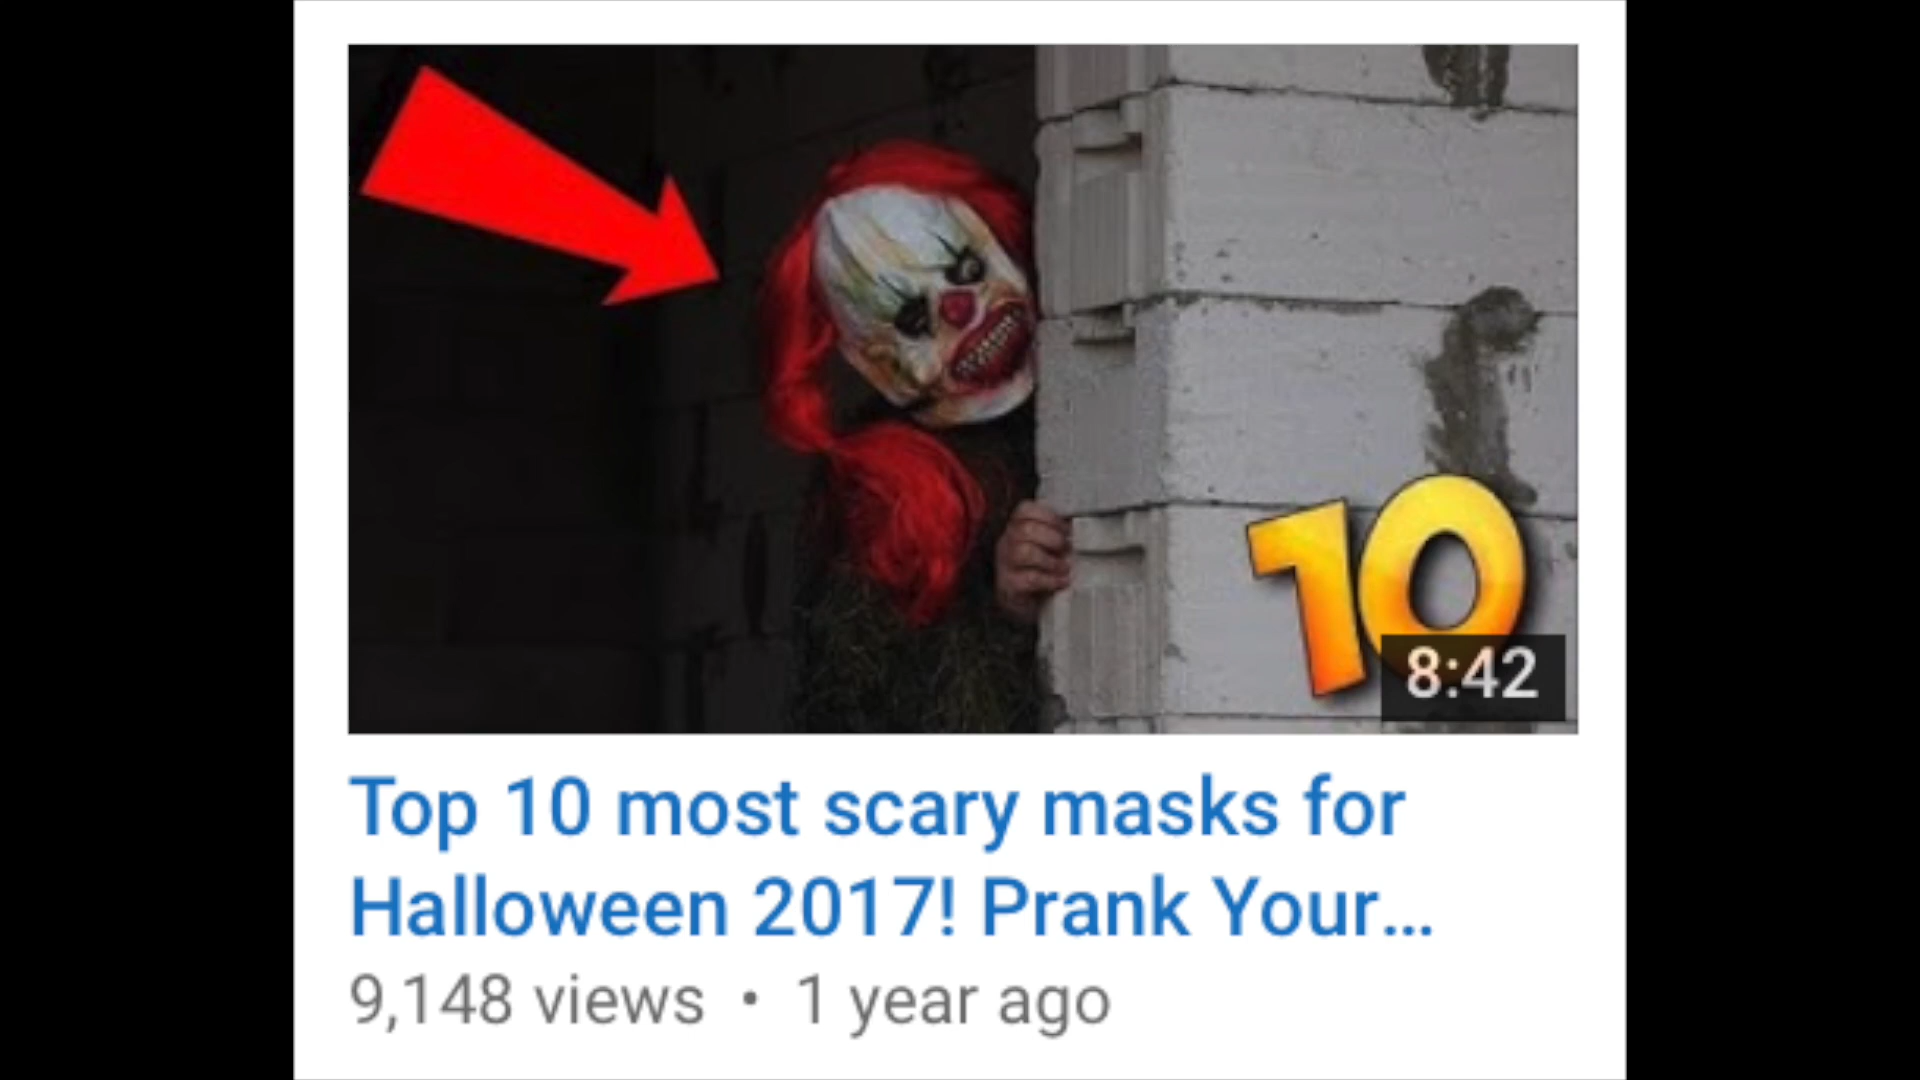 10
8:42
Top 10 most scary masks for
Halloween 2017! Prank Your...
9,148 views • 1 year ago